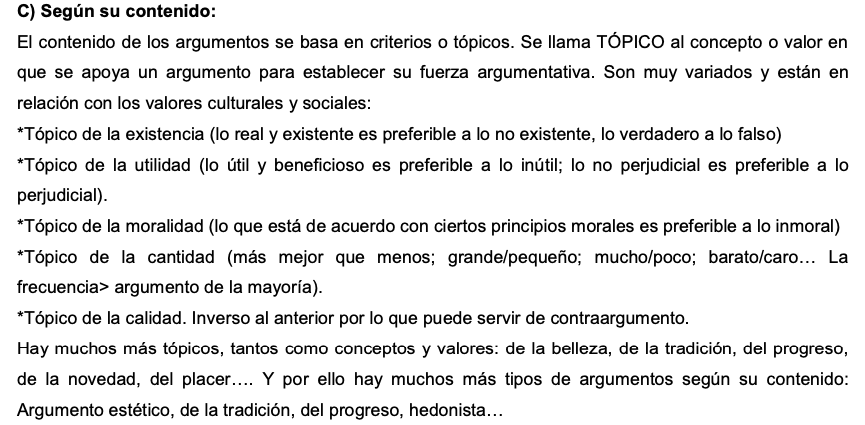 C) Según su contenido:
El contenido de los argumentos se basa en criterios o tópicos. Se llama TÓPICO al concepto o valor en
que se apoya un argumento para establecer su fuerza argumentativa. Son muy variados y están en
relación con los valores culturales y sociales:
*Tópico de la existencia (lo real y existente es preferible a lo no existente, lo verdadero a lo falso)
*Tópico de la utilidad (lo útil y beneficioso es preferible a lo inútil; lo no perjudicial es preferible a lo
perjudicial).
*Tópico de la moralidad (lo que está de acuerdo con ciertos principios morales es preferible a lo inmoral)
*Tópico de la cantidad (más mejor que menos; grande/pequeño; mucho/poco; barato/caro… La
frecuencia> argumento de la mayoría).
*Tópico de la calidad. Inverso al anterior por lo que puede servir de contraargumento.
Hay muchos más tópicos, tantos como conceptos y valores: de la belleza, de la tradición, del progreso,
de la novedad, del placer…. Y por ello hay muchos más tipos de argumentos según su contenido:
Argumento estético, de la tradición, del progreso, hedonista…